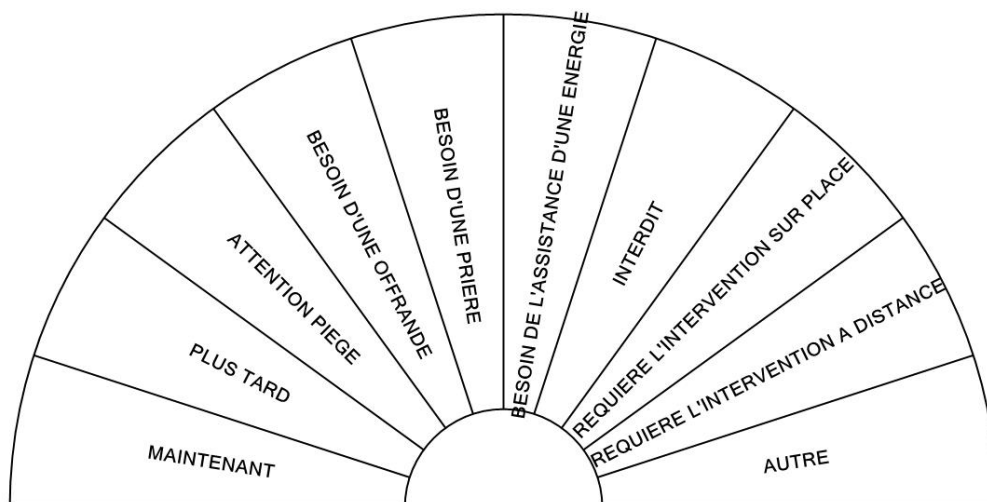 MAINTENANT
PLUS TARD
ATTENTION PIEGE
BESOIN D'UNE OFFRANDE
BESOIN D'UNE PRIERE
BESOIN DE L'ASSISTANCE D'UNE ENERGIE
INTERDIT
REQUIERE L'INTERVENTION SUR PLACE
REQUIERE L'INTERVENTION A DISTANCE
AUTRE